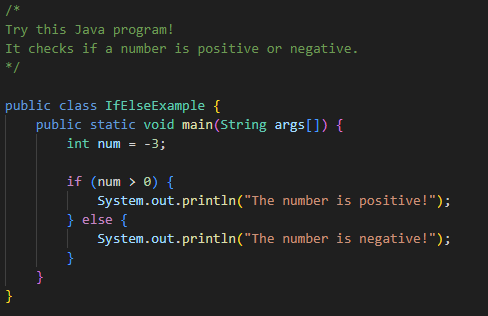 /*
Try this Java program!
It checks if a number is positive or negative.
*/
public class IfElseExample {
    public static void main(String args[]) {
        int num = -3;
        if (num > 0) {
            System.out.println("The number is positive!");
        } else {
            System.out.println("The number is negative!");
        }
    }
}